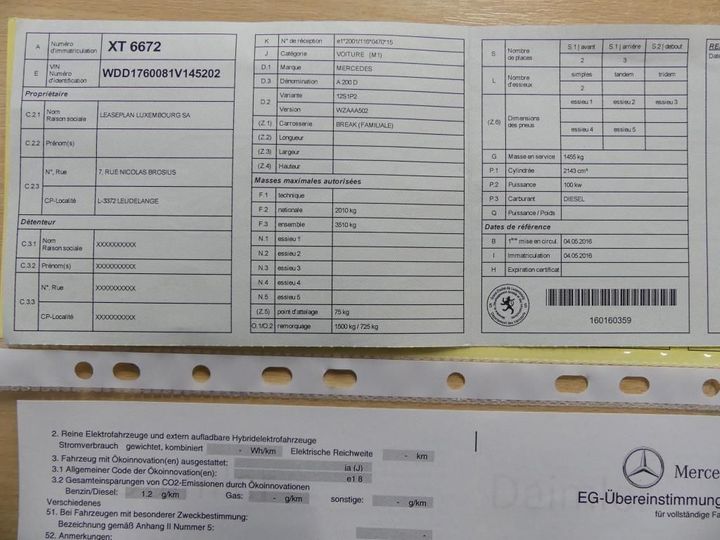 A Numéro d'immatriculation XT 6672
E VIN Numéro d'identification WDD1760081V145202
Propriétaire
C.2.1 Nom Raison sociale LEASEPLAN LUXEMBOURG SA
C.2.2 Prénom(s)
C.2.3 N°, Rue 7, RUE NICOLAS BROSIUS
CP-Localité L-3372 LEUDELANGE
Détenteur
C.3.1 Nom Raison sociale XXXXXXXXXX
C.3.2 Prénom(s) XXXXXXXXXX
C.3.3 N°, Rue XXXXXXXXXX
CP-Localité XXXXXXXXXX
K N° de réception e1*2001/116*0470*15
J Catégorie VOITURE (M1)
D.1 Marque MERCEDES
D.3 Dénomination A 200 D
D.2 Variante 12S1P2
Version WZAAA502
(Z.1) Carrosserie BREAK (FAMILIALE)
(Z.2) Longueur
(Z.3) Largeur
(Z.4) Hauteur
Masses maximales autorisées
F.1 technique
F.2 nationale 2010 kg
F.3 ensemble 3510 kg
N.1 essieu 1
N.2 essieu 2
N.3 essieu 3
N.4 essieu 4
N.5 essieu 5
(Z.5) point d'attelage 75 kg
O.1/O.2 remorquage 1500 kg / 725 kg
S Nombre de places S.1 | avant S.1 | arrière S.2 | debout
2 3
L Nombre d'essieux simples tandem tridem
2
(Z.6) Dimensions des pneus essieu 1 essieu 2 essieu 3
essieu 4 essieu 5
G Masse en service 1455 kg
P.1 Cylindrée 2143 cm³
P.2 Puissance 100 kw
P.3 Carburant DIESEL
Q Puissance / Poids
Dates de référence
B 1ère mise en circul. 04.05.2016
I Immatriculation 04.05.2016
H Expiration certificat
160160359
2. Reine Elektrofahrzeuge und extern aufladbare Hybridelektrofahrzeuge
Stromverbrauch gewichtet, kombiniert - Wh/km Elektrische Reichweite - km
3. Fahrzeug mit Ökoinnovation(en) ausgestattet: ja (J)
3.1 Allgemeiner Code der Ökoinnovation(en): e1 8
3.2 Gesamteinsparungen von CO2-Emissionen durch Ökoinnovationen
Benzin/Diesel: 1.2 g/km Gas: - g/km sonstige: - g/km
Verschiedenes
51. Bei Fahrzeugen mit besonderer Zweckbestimmung:
Bezeichnung gemäß Anhang II Nummer 5: -
52. Anmerkungen:
Merce
EG-Übereinstimmung
für vollständige Fa